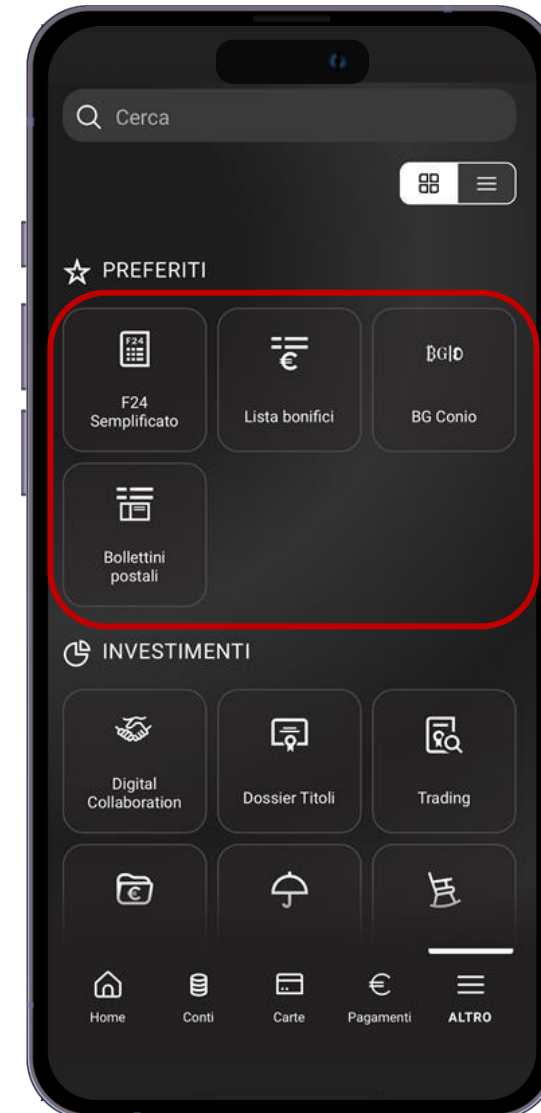 Cerca
PREFERITI
F24
F24
Semplificato
Lista bonifici
BG Conio
Bollettini
postali
INVESTIMENTI
Digital
Collaboration
Dossier Titoli
Trading
Home
Conti
Carte
Pagamenti
ALTRO